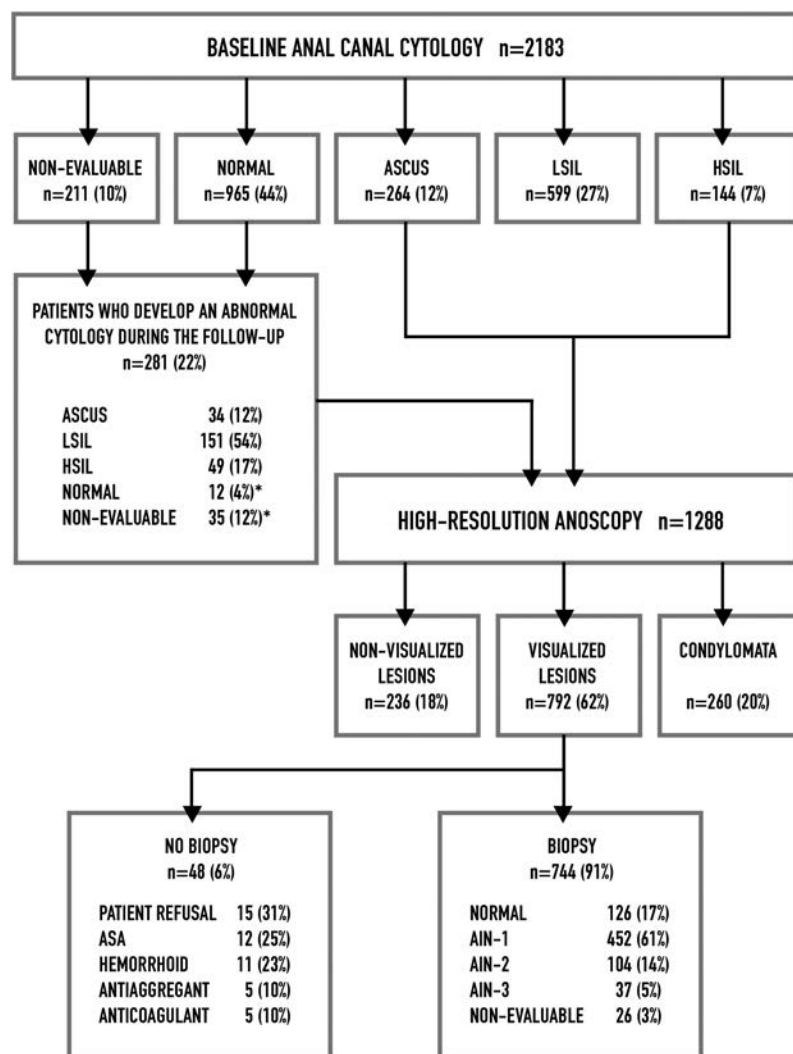 BASELINE ANAL CANAL CYTOLOGY n=2183
NON-EVALUABLE
n=211 (10%)
NORMAL
n=965 (44%)
ASCUS
n=264 (12%)
LSIL
n=599 (27%)
HSIL
n=144 (7%)
PATIENTS WHO DEVELOP AN ABNORMAL
CYTOLOGY DURING THE FOLLOW-UP
n=281 (22%)
ASCUS 34 (12%)
LSIL 151 (54%)
HSIL 49 (17%)
NORMAL 12 (4%)*
NON-EVALUABLE 35 (12%)*
HIGH-RESOLUTION ANOSCOPY n=1288
NON-VISUALIZED
LESIONS
n=236 (18%)
VISUALIZED
LESIONS
n=792 (62%)
CONDYLOMATA
n=260 (20%)
NO BIOPSY
n=48 (6%)
PATIENT REFUSAL 15 (31%)
ASA 12 (25%)
HEMORRHOID 11 (23%)
ANTIAGGREGANT 5 (10%)
ANTICOAGULANT 5 (10%)
BIOPSY
n=744 (91%)
NORMAL 126 (17%)
AIN-1 452 (61%)
AIN-2 104 (14%)
AIN-3 37 (5%)
NON-EVALUABLE 26 (3%)